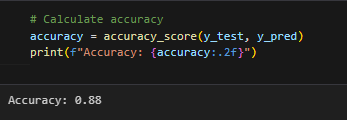 # Calculate accuracy
accuracy = accuracy_score(y_test, y_pred)
print(f"Accuracy: {accuracy:.2f}")
Accuracy: 0.88